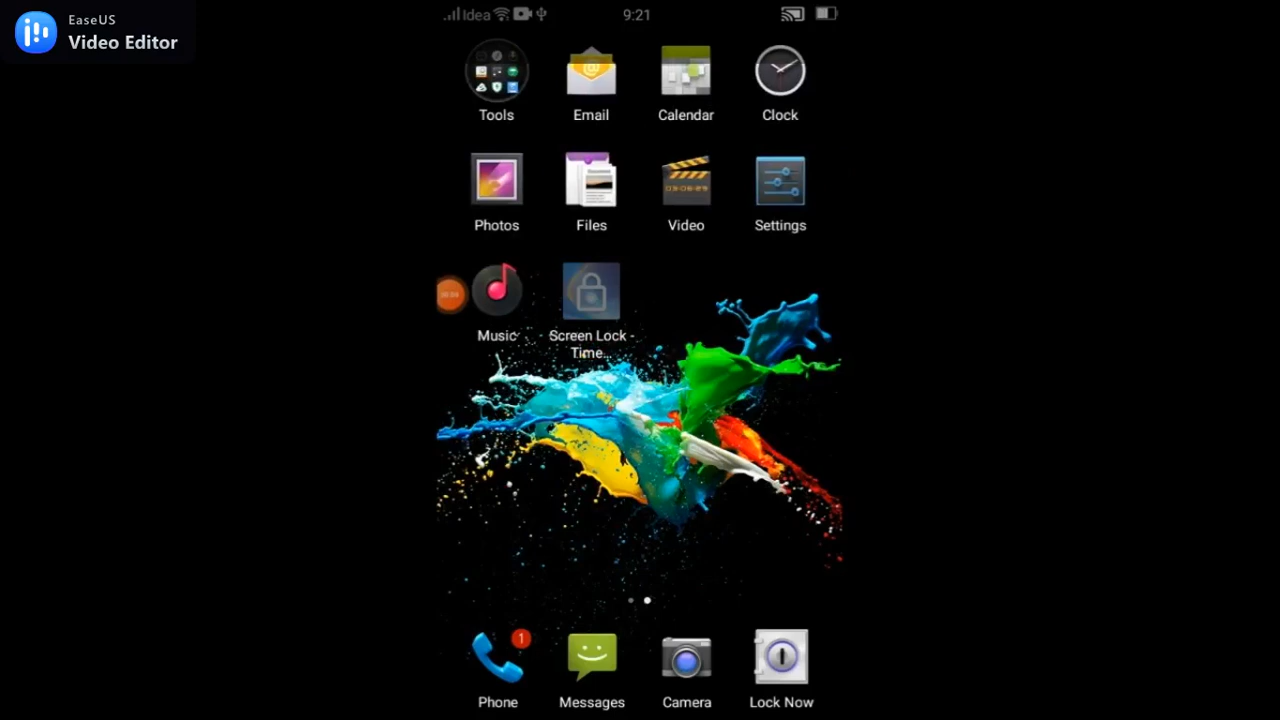 EaseUS
Video Editor
Idea
9:21
Tools
Email
Calendar
Clock
Photos
Files
Video
Settings
Music
Screen Lock -
Time...
1
Phone
Messages
Camera
Lock Now